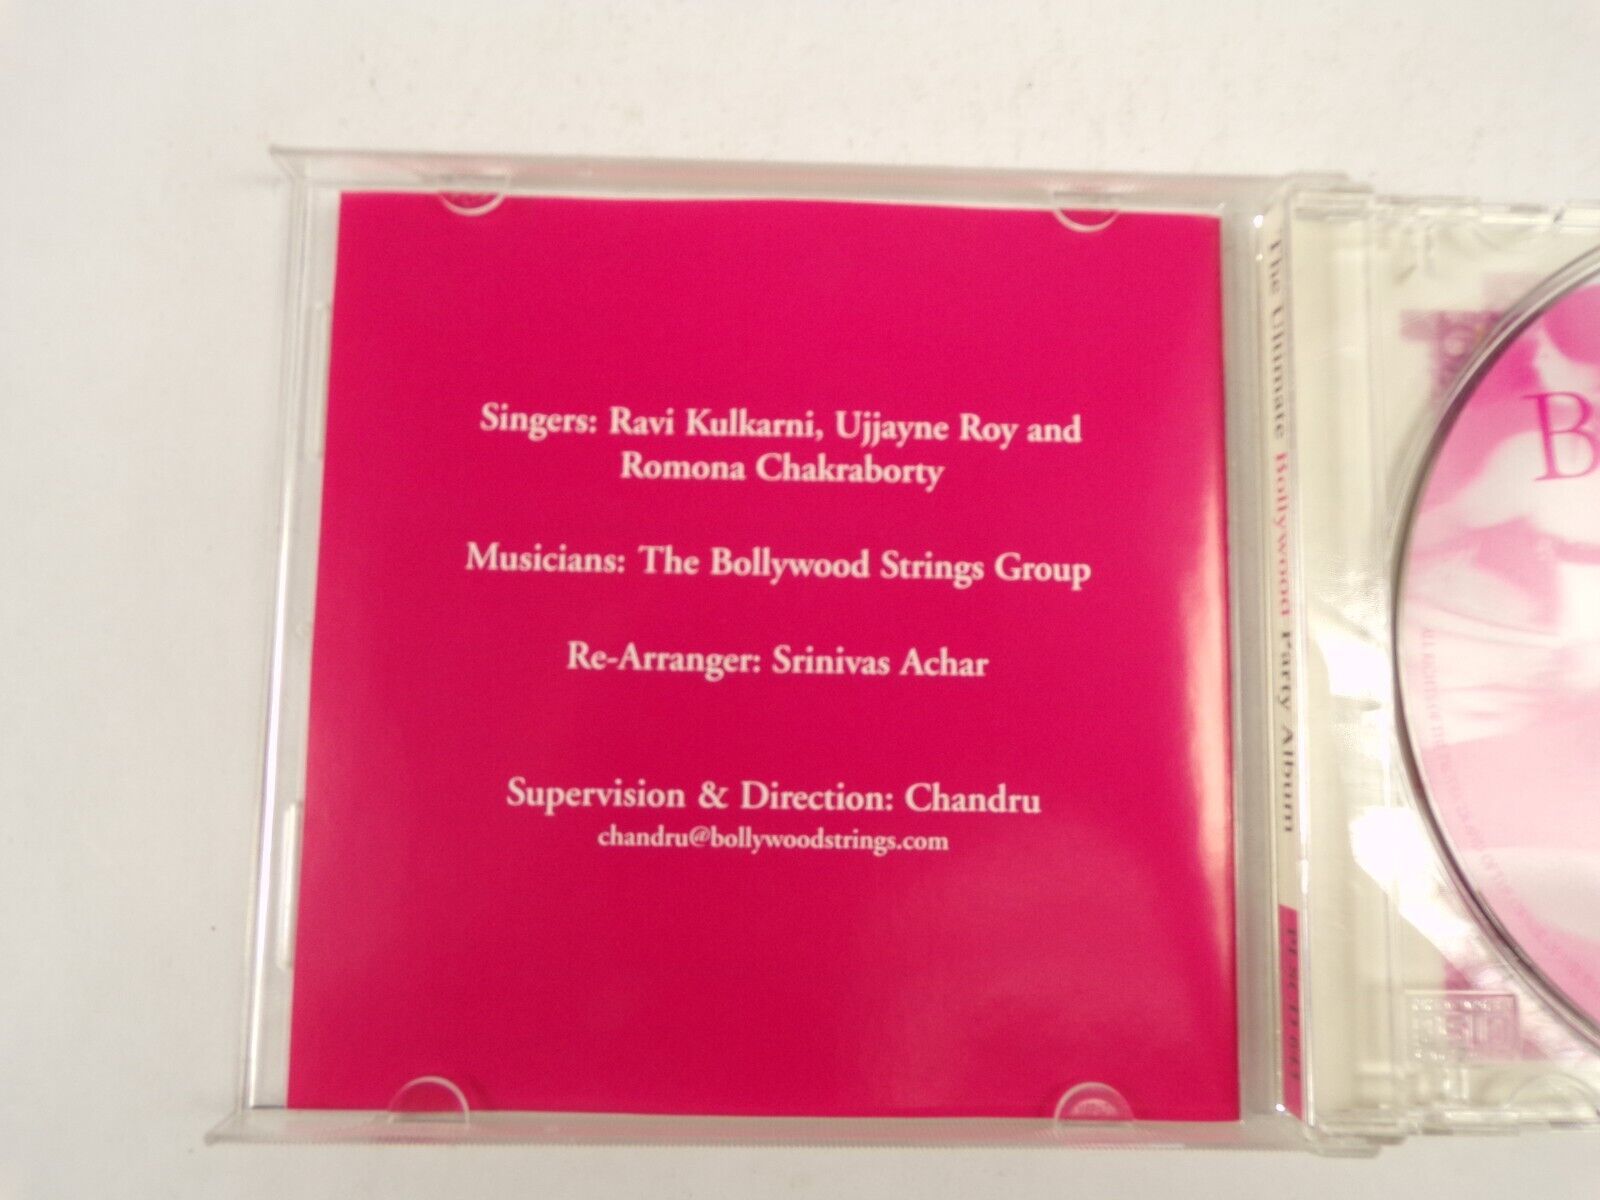 Singers: Ravi Kulkarni, Ujjayne Roy and
Romona Chakraborty
Musicians: The Bollywood Strings Group
Re-Arranger: Srinivas Achar
Supervision & Direction: Chandru
chandru@bollywoodstrings.com
The Ultimate Bollywood Party Album
B